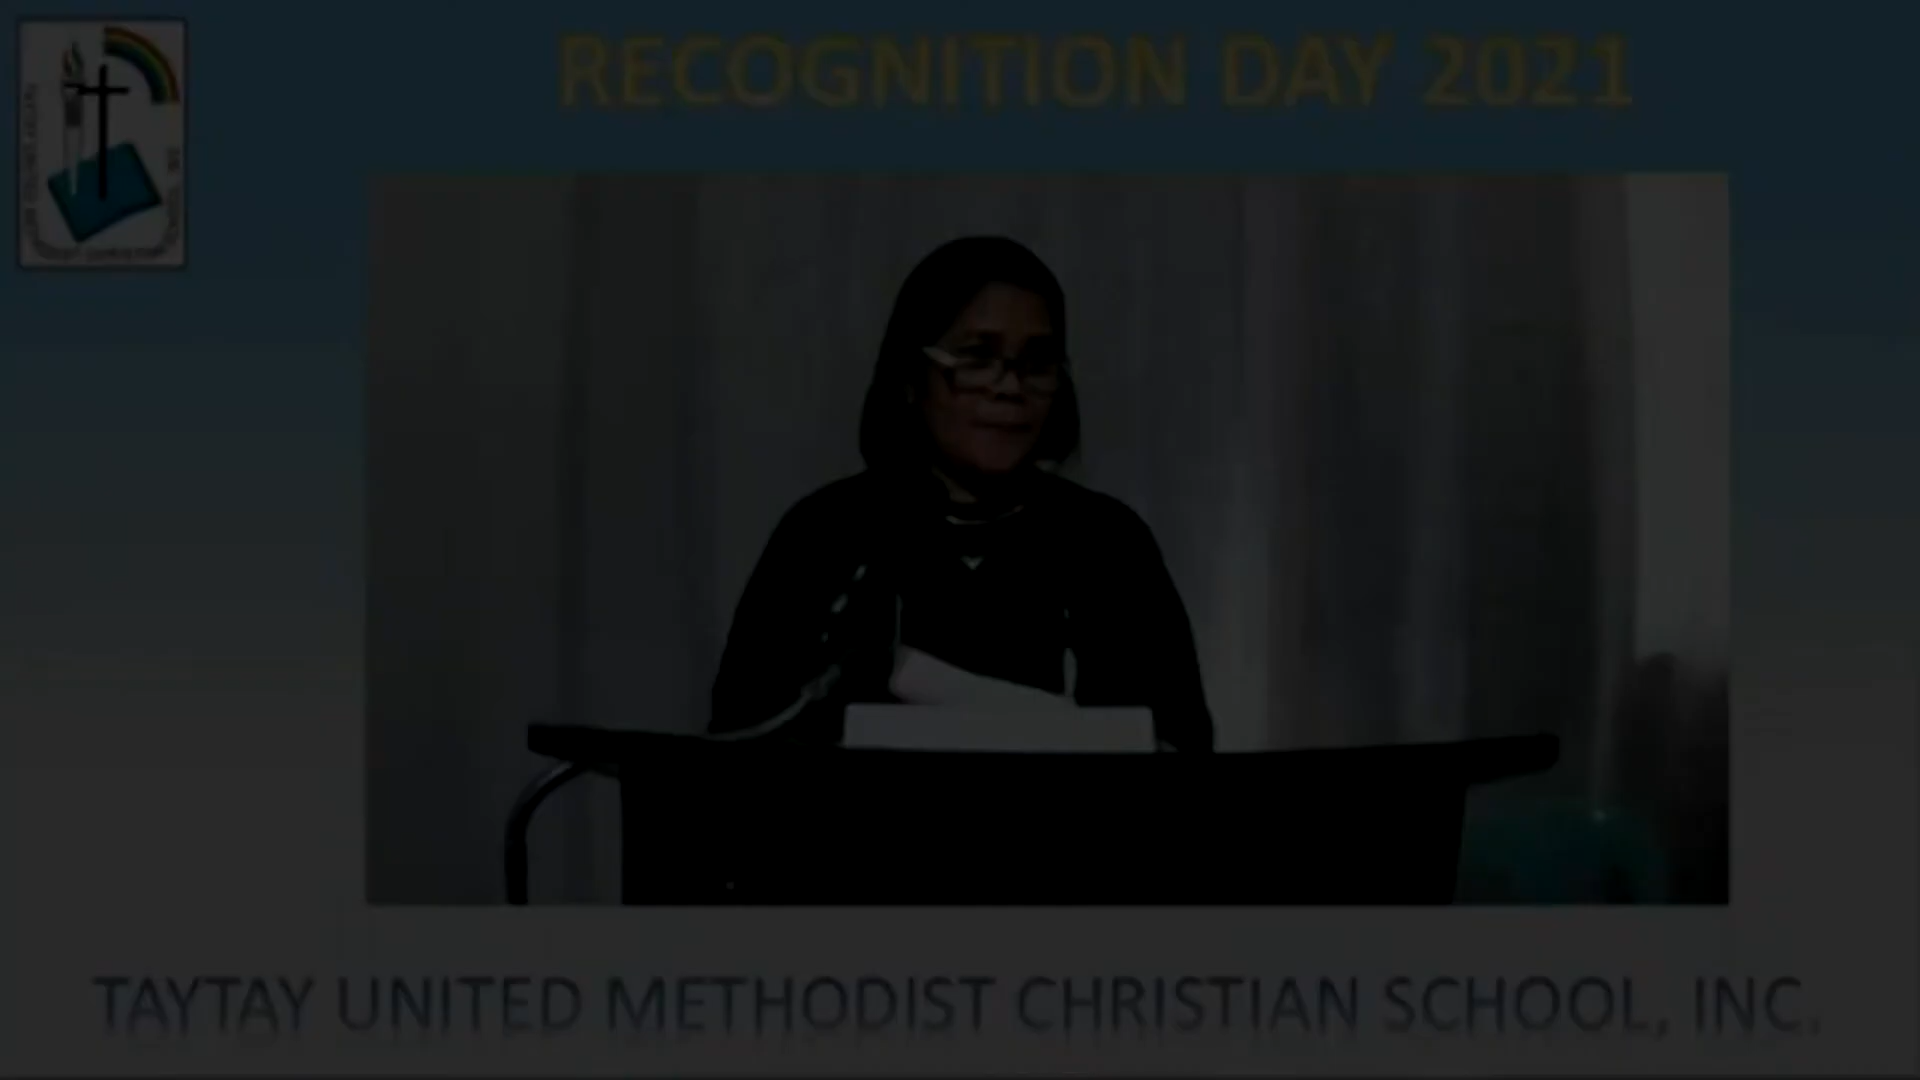 RECOGNITION DAY 2021
TAYTAY UNITED METHODIST CHRISTIAN SCHOOL, INC.